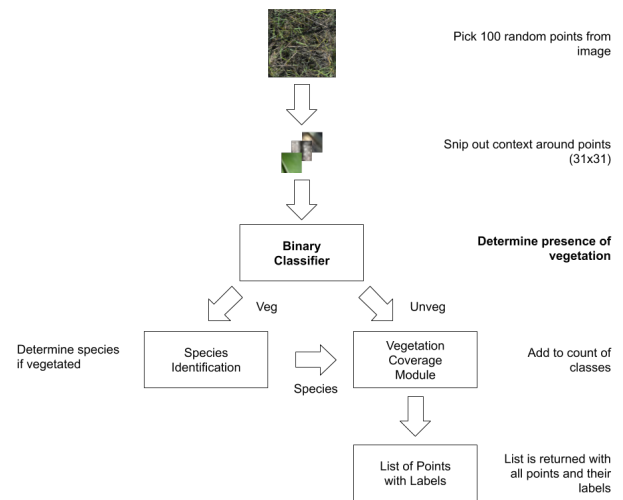 Pick 100 random points from
image
Snip out context around points
(31x31)
Binary
Classifier
Determine presence of
vegetation
Veg
Unveg
Determine species
if vegetated
Species
Identification
Species
Vegetation
Coverage
Module
Add to count of
classes
List of Points
with Labels
List is returned with
all points and their
labels